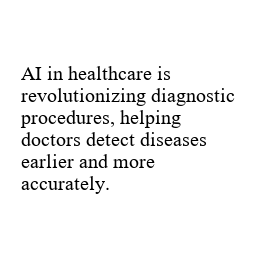 AI in healthcare is
revolutionizing diagnostic
procedures, helping
doctors detect diseases
earlier and more
accurately.